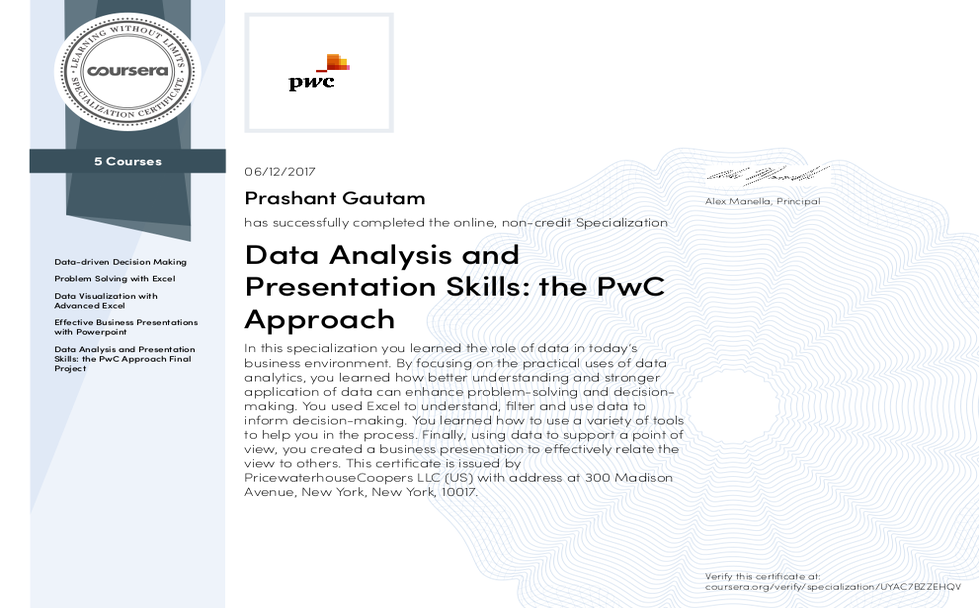 LEARNING WITHOUT LIMITS
coursera
SPECIALIZATION CERTIFICATE
5 Courses
Data-driven Decision Making
Problem Solving with Excel
Data Visualization with
Advanced Excel
Effective Business Presentations
with Powerpoint
Data Analysis and Presentation
Skills: the PwC Approach Final
Project
pwc
06/12/2017
Prashant Gautam
has successfully completed the online, non-credit Specialization
Data Analysis and
Presentation Skills: the PwC
Approach
In this specialization you learned the role of data in today's
business environment. By focusing on the practical uses of data
analytics, you learned how better understanding and stronger
application of data can enhance problem-solving and decision-
making. You used Excel to understand, filter and use data to
inform decision-making. You learned how to use a variety of tools
to help you in the process. Finally, using data to support a point of
view, you created a business presentation to effectively relate the
view to others. This certificate is issued by
PricewaterhouseCoopers LLC (US) with address at 300 Madison
Avenue, New York, New York, 10017.
Alex Manella, Principal
Verify this certificate at:
coursera.org/verify/specialization/UYAC7BZZEHQV